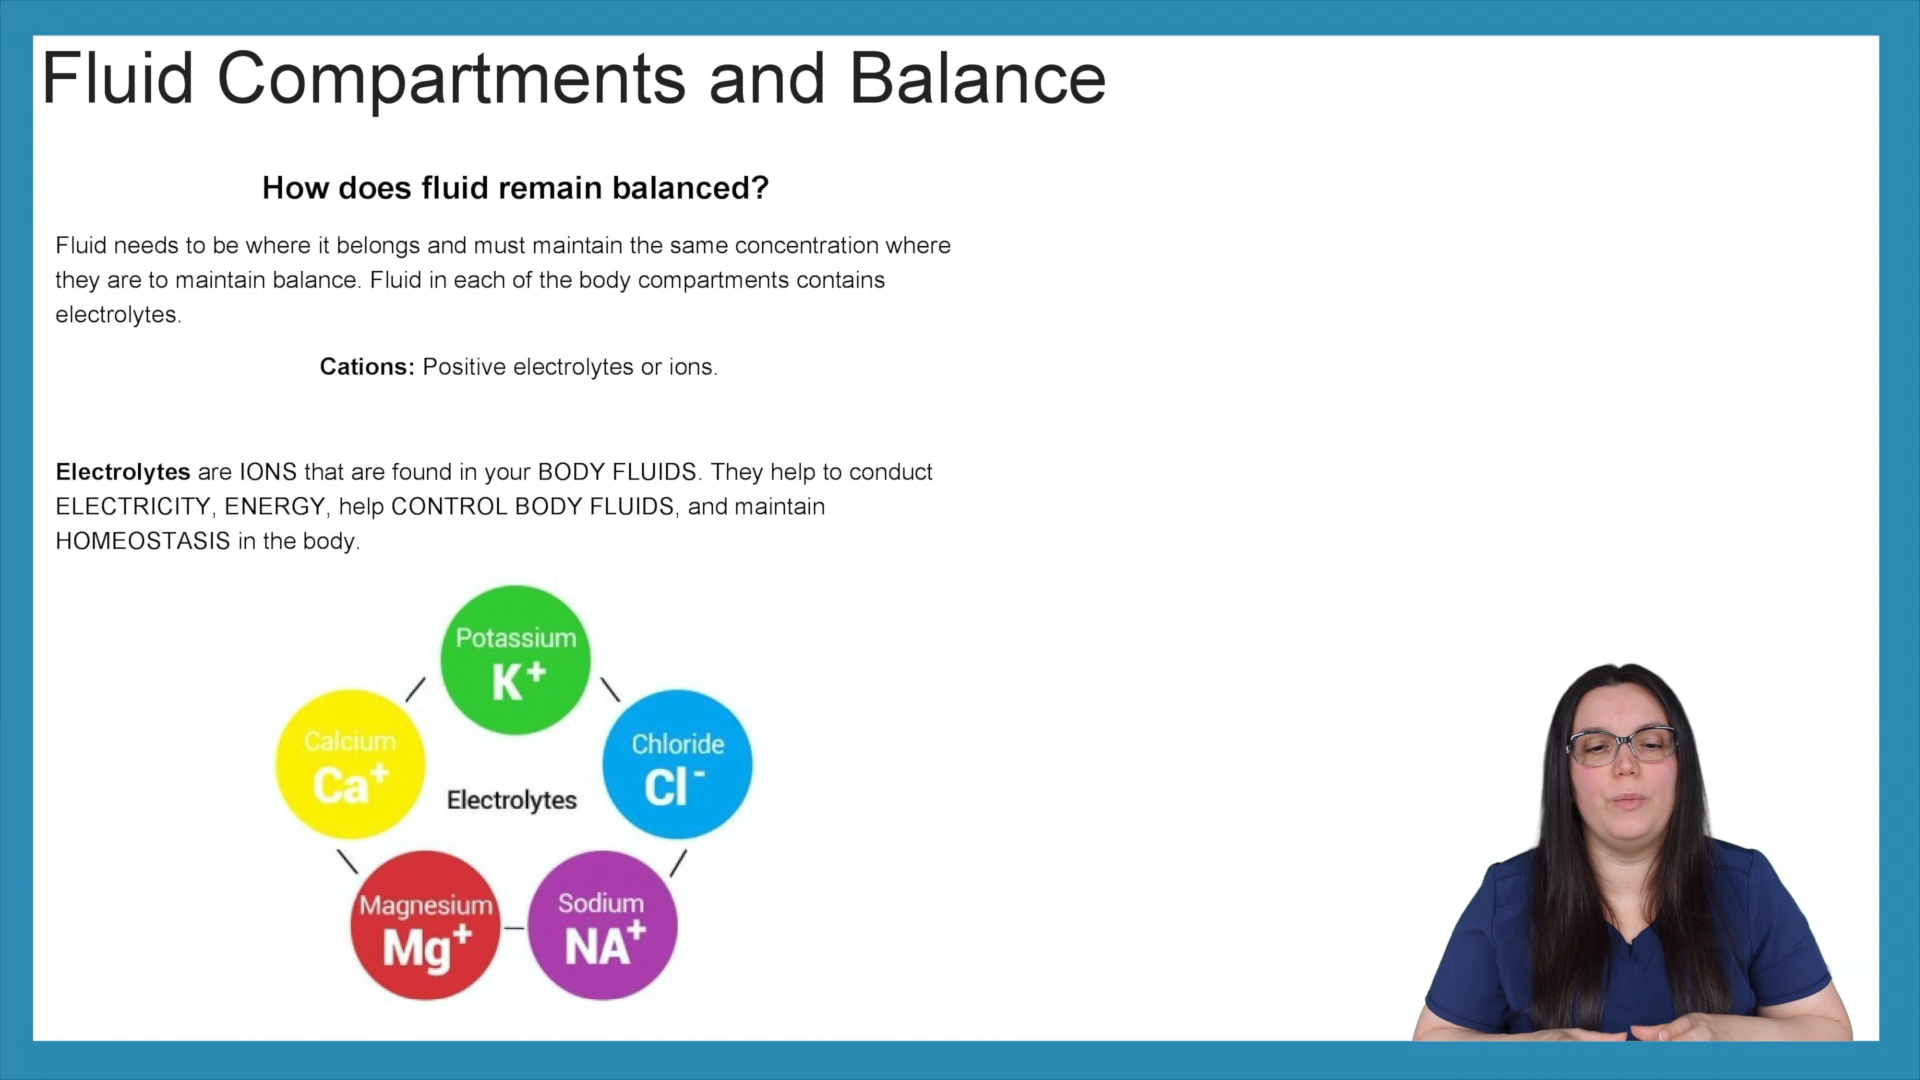 Fluid Compartments and Balance
How does fluid remain balanced?
Fluid needs to be where it belongs and must maintain the same concentration where
they are to maintain balance. Fluid in each of the body compartments contains
electrolytes.
Cations: Positive electrolytes or ions.
Electrolytes are IONS that are found in your BODY FLUIDS. They help to conduct
ELECTRICITY, ENERGY, help CONTROL BODY FLUIDS, and maintain
HOMEOSTASIS in the body.
Potassium
K+
Calcium
Ca+
Chloride
Cl-
Electrolytes
Magnesium
Mg+
Sodium
NA+